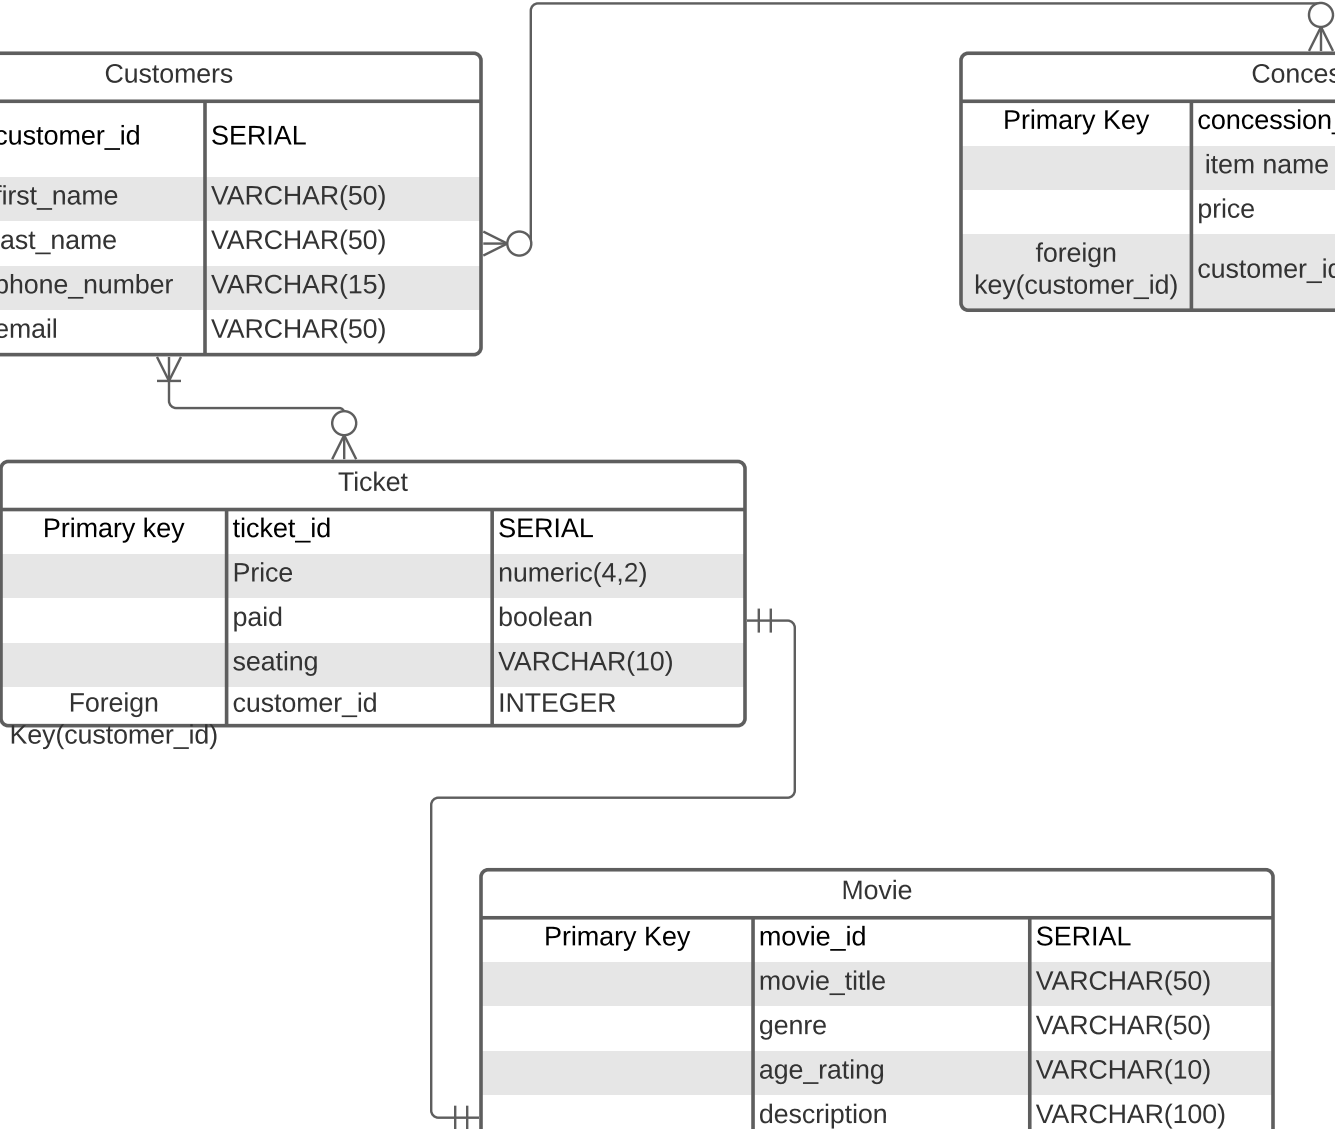 Customers
customer_id SERIAL
first_name VARCHAR(50)
last_name VARCHAR(50)
phone_number VARCHAR(15)
email VARCHAR(50)
Conces
Primary Key concession_
item name
price
foreign
key(customer_id) customer_id
Ticket
Primary key ticket_id SERIAL
Price numeric(4,2)
paid boolean
seating VARCHAR(10)
Foreign customer_id INTEGER
Key(customer_id)
Movie
Primary Key movie_id SERIAL
movie_title VARCHAR(50)
genre VARCHAR(50)
age_rating VARCHAR(10)
description VARCHAR(100)